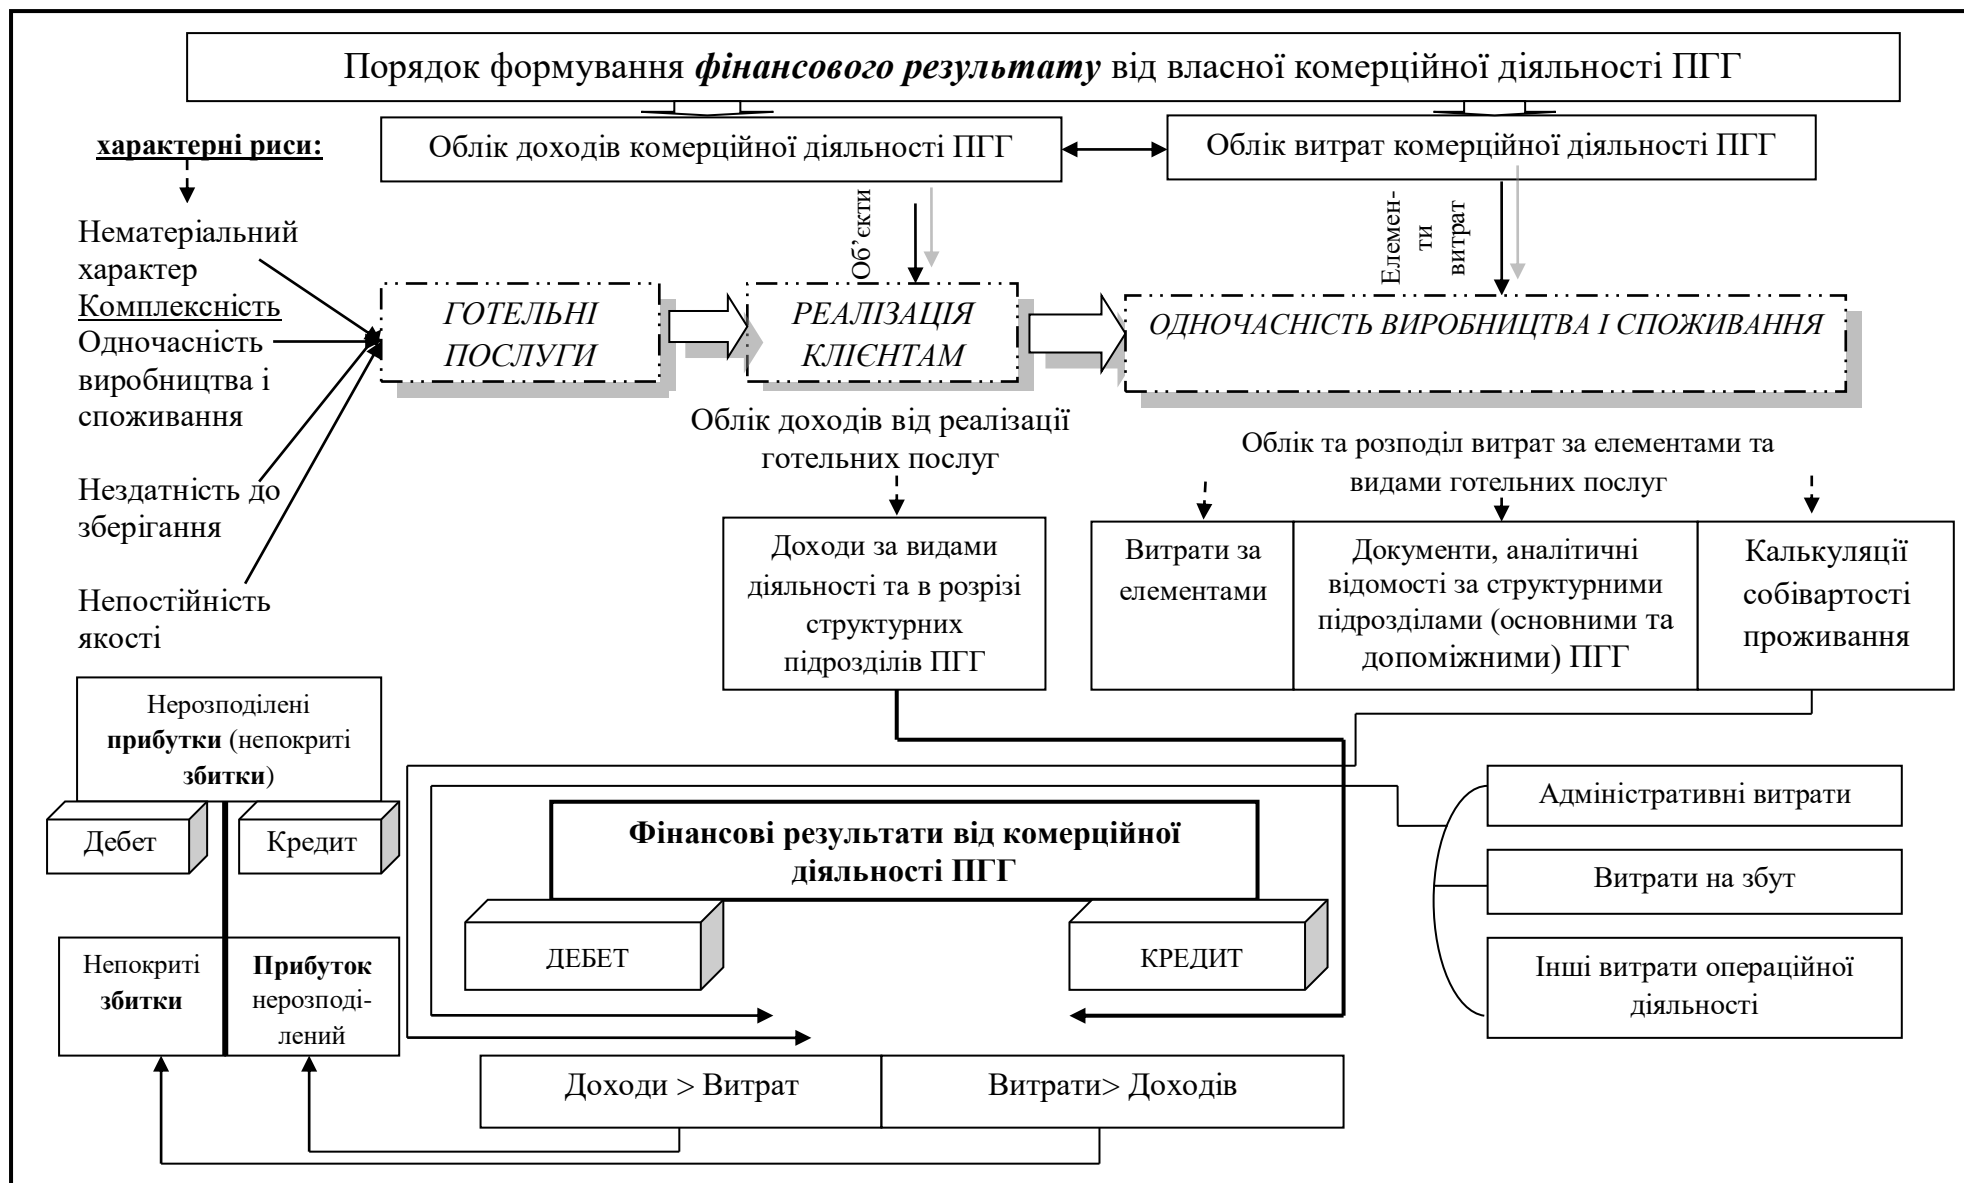 Порядок формування фінансового результату від власної комерційної діяльності ПГГ
характерні риси:
Облік доходів комерційної діяльності ПГГ
Облік витрат комерційної діяльності ПГГ
Об’єкти
Елемен-
ти
витрат
Нематеріальний
характер
Комплексність
Одночасність
виробництва і
споживання
Нездатність до
зберігання
Непостійність
якості
ГОТЕЛЬНІ
ПОСЛУГИ
РЕАЛІЗАЦІЯ
КЛІЄНТАМ
ОДНОЧАСНІСТЬ ВИРОБНИЦТВА І СПОЖИВАННЯ
Облік доходів від реалізації
готельних послуг
Облік та розподіл витрат за елементами та
видами готельних послуг
Доходи за видами
діяльності та в розрізі
структурних
підрозділів ПГГ
Витрати за
елементами
Документи, аналітичні
відомості за структурними
підрозділами (основними та
допоміжними) ПГГ
Калькуляції
собівартості
проживання
Нерозподілені
прибутки (непокриті
збитки)
Дебет
Кредит
Непокриті
збитки
Прибуток
нерозподі-
лений
Фінансові результати від комерційної
діяльності ПГГ
ДЕБЕТ
КРЕДИТ
Адміністративні витрати
Витрати на збут
Інші витрати операційної
діяльності
Доходи > Витрат
Витрати> Доходів